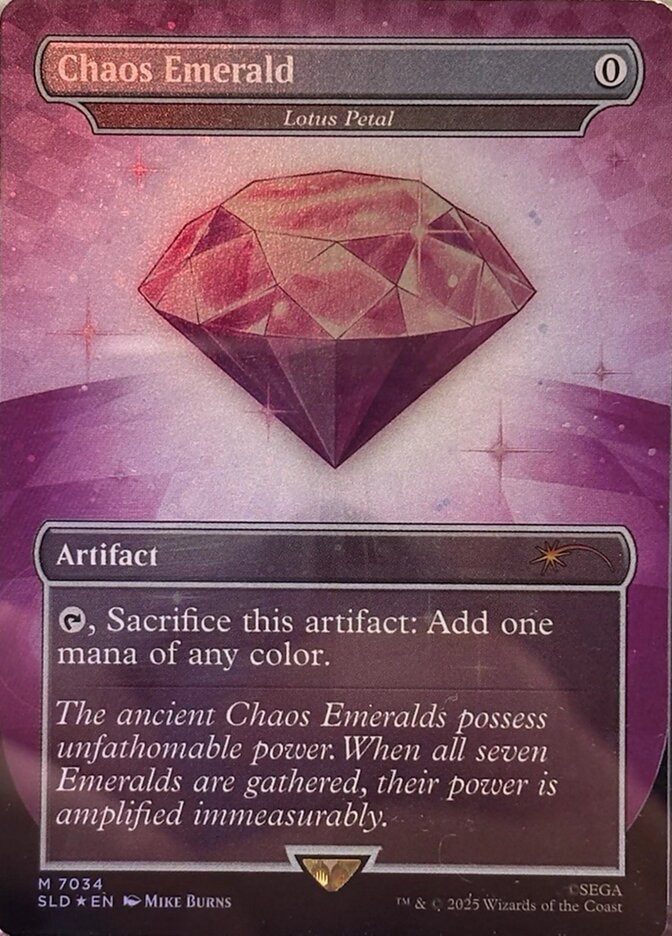 Chaos Emerald 0
Lotus Petal
Artifact
, Sacrifice this artifact: Add one
mana of any color.
The ancient Chaos Emeralds possess
unfathomable power. When all seven
Emeralds are gathered, their power is
amplified immeasurably.
M 7034
SLD ★ EN Mike Burns
©SEGA
™ & © 2025 Wizards of the Coast